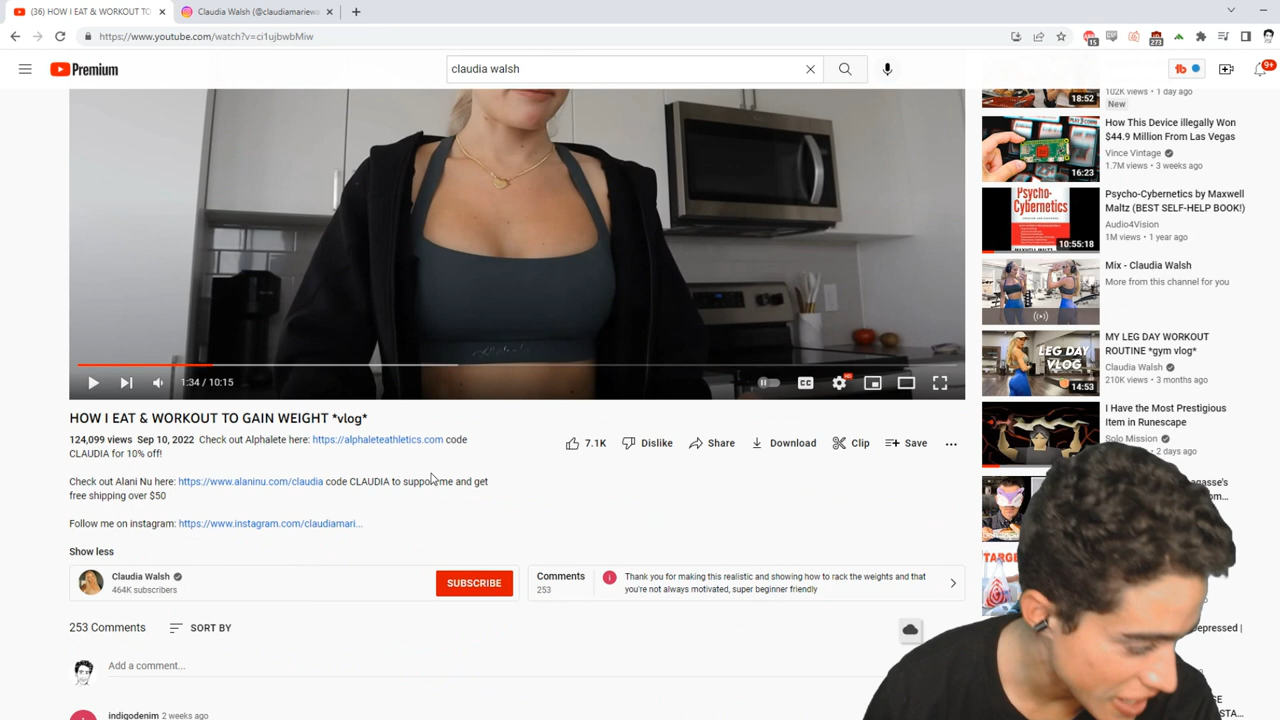 (36) HOW I EAT & WORKOUT TO
Claudia Walsh (@claudiamariewa
https://www.youtube.com/watch?v=ci1ujbwbMiw
15
273
Premium
claudia walsh
9+
102K views • 1 day ago
18:52
New
How This Device illegally Won
$44.9 Million From Las Vegas
Vince Vintage
1.7M views • 3 weeks ago
16:23
Psycho-Cybernetics by Maxwell
Maltz (BEST SELF-HELP BOOK!)
Audio4Vision
1M views • 1 year ago
Psycho-
Cybernetics
10:55:18
Mix - Claudia Walsh
More from this channel for you
MY LEG DAY WORKOUT
ROUTINE *gym vlog*
Claudia Walsh
210K views • 3 months ago
LEG DAY
VLOG
14:53
I Have the Most Prestigious
Item in Runescape
Solo Mission
2 days ago
1:34 / 10:15
CC
HD
HOW I EAT & WORKOUT TO GAIN WEIGHT *vlog*
124,099 views Sep 10, 2022 Check out Alphalete here: https://alphaleteathletics.com code
CLAUDIA for 10% off!
7.1K Dislike Share Download Clip Save
Check out Alani Nu here: https://www.alaninu.com/claudia code CLAUDIA to support me and get
free shipping over $50
Follow me on instagram: https://www.instagram.com/claudiamari...
Show less
Claudia Walsh
464K subscribers
SUBSCRIBE
Comments
253
Thank you for making this realistic and showing how to rack the weights and that
you're not always motivated, super beginner friendly
253 Comments
SORT BY
Add a comment...
indigodenim 2 weeks ago
TARGE
Depressed |